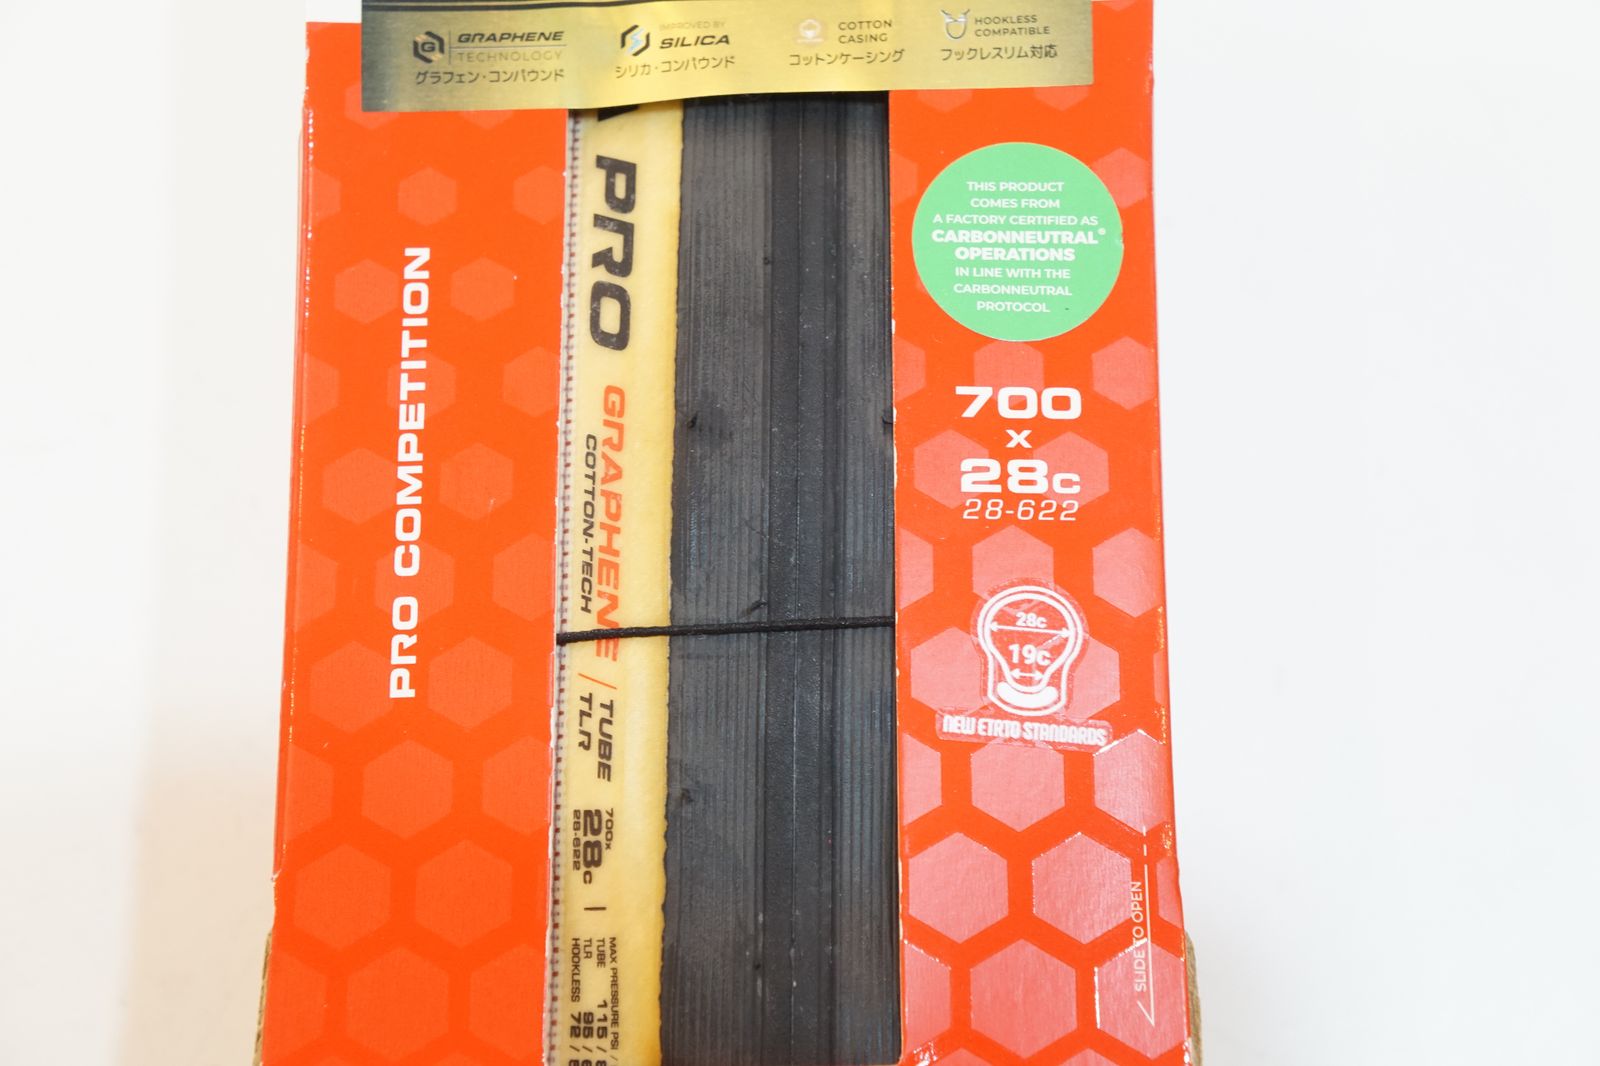 GRAPHENE
TECHNOLOGY
グラフェン・コンパウンド
IMPROVED BY
SILICA
シリカ・コンパウンド
COTTON
CASING
コットンケーシング
HOOKLESS
COMPATIBLE
フックレスリム対応
PRO COMPETITION
PRO
GRAPHENE / TUBE
COTTON-TECH
TLR
700x
28c
28-622
MAX PRESSURE PSI /
TUBE 115 /
TLR 95 /
HOOKLESS 72 /
THIS PRODUCT
COMES FROM
A FACTORY CERTIFIED AS
CARBONNEUTRAL®
OPERATIONS
IN LINE WITH THE
CARBONNEUTRAL
PROTOCOL
700
x
28c
28-622
28c
19c
NEW ETRTO STANDARDS
SLIDE TO OPEN